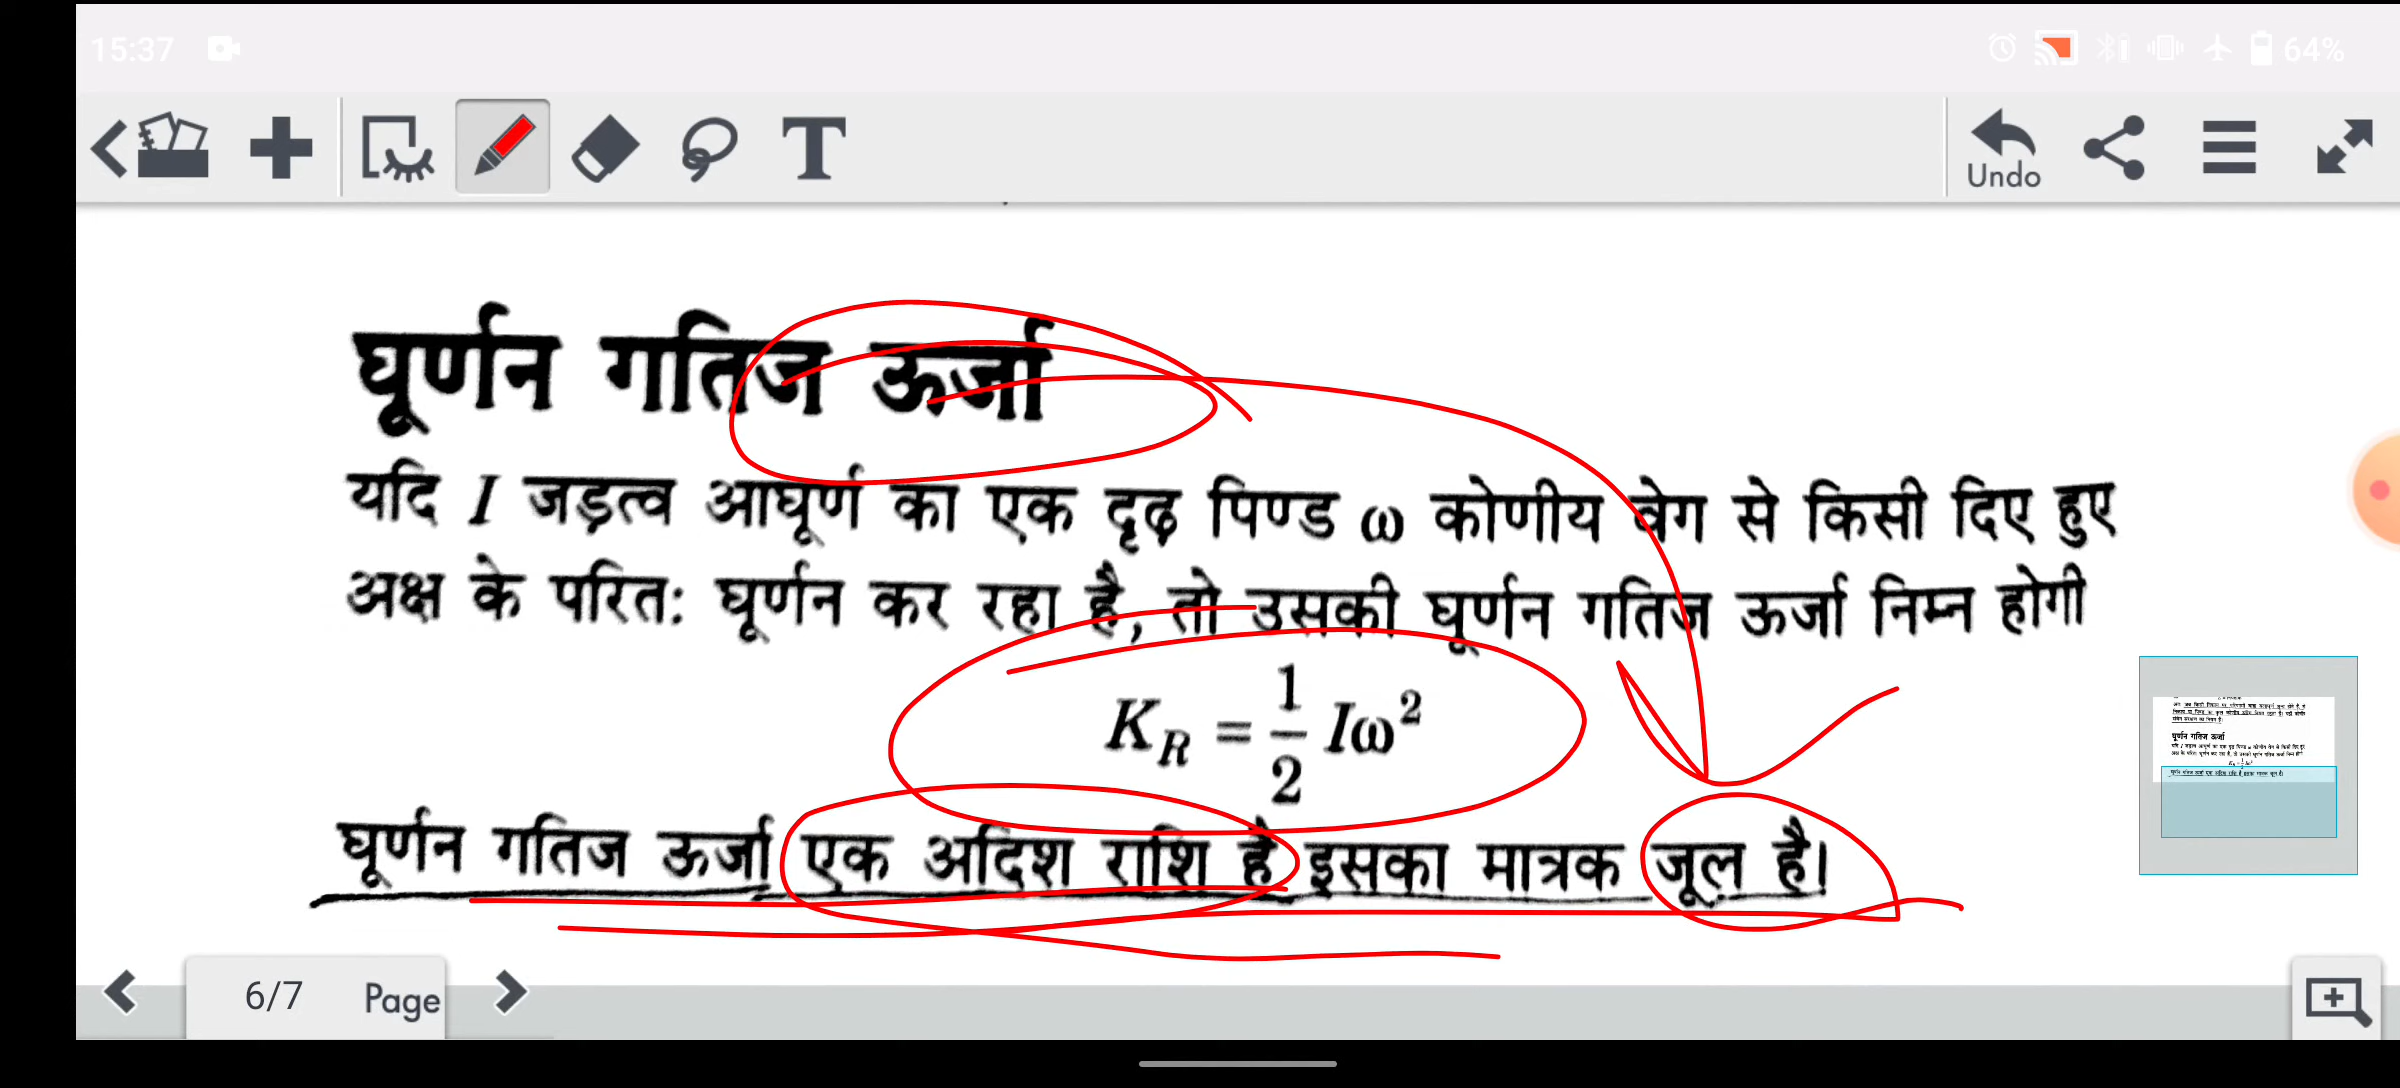 15:37
64%
T
Undo
घूर्णन गतिज ऊर्जा
यदि I जड़त्व आघूर्ण का एक दृढ़ पिण्ड ω कोणीय वेग से किसी दिए हुए
अक्ष के परित: घूर्णन कर रहा है, तो उसकी घूर्णन गतिज ऊर्जा निम्न होगी
K_R = 1/2 Iω²
घूर्णन गतिज ऊर्जा एक अदिश राशि है इसका मात्रक जूल है।
6/7 Page